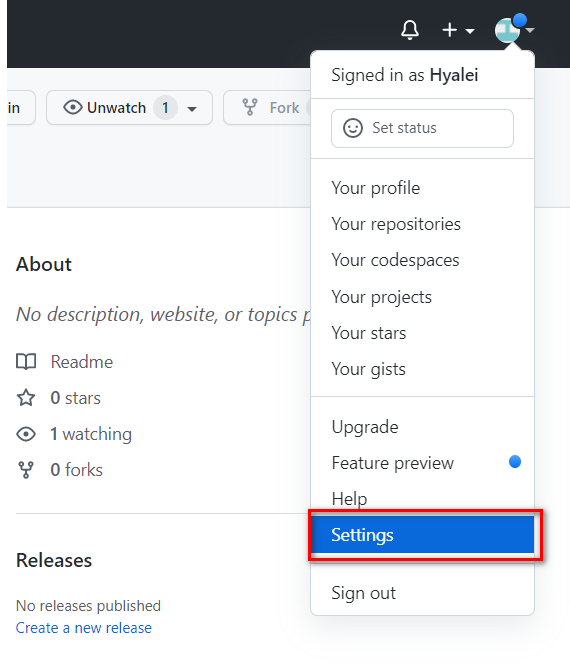 Signed in as Hyalei
in
Unwatch 1
Fork
Set status
Your profile
Your repositories
Your codespaces
Your projects
Your stars
Your gists
Upgrade
Feature preview
Help
Settings
Sign out
About
No description, website, or topics p
Readme
0 stars
1 watching
0 forks
Releases
No releases published
Create a new release